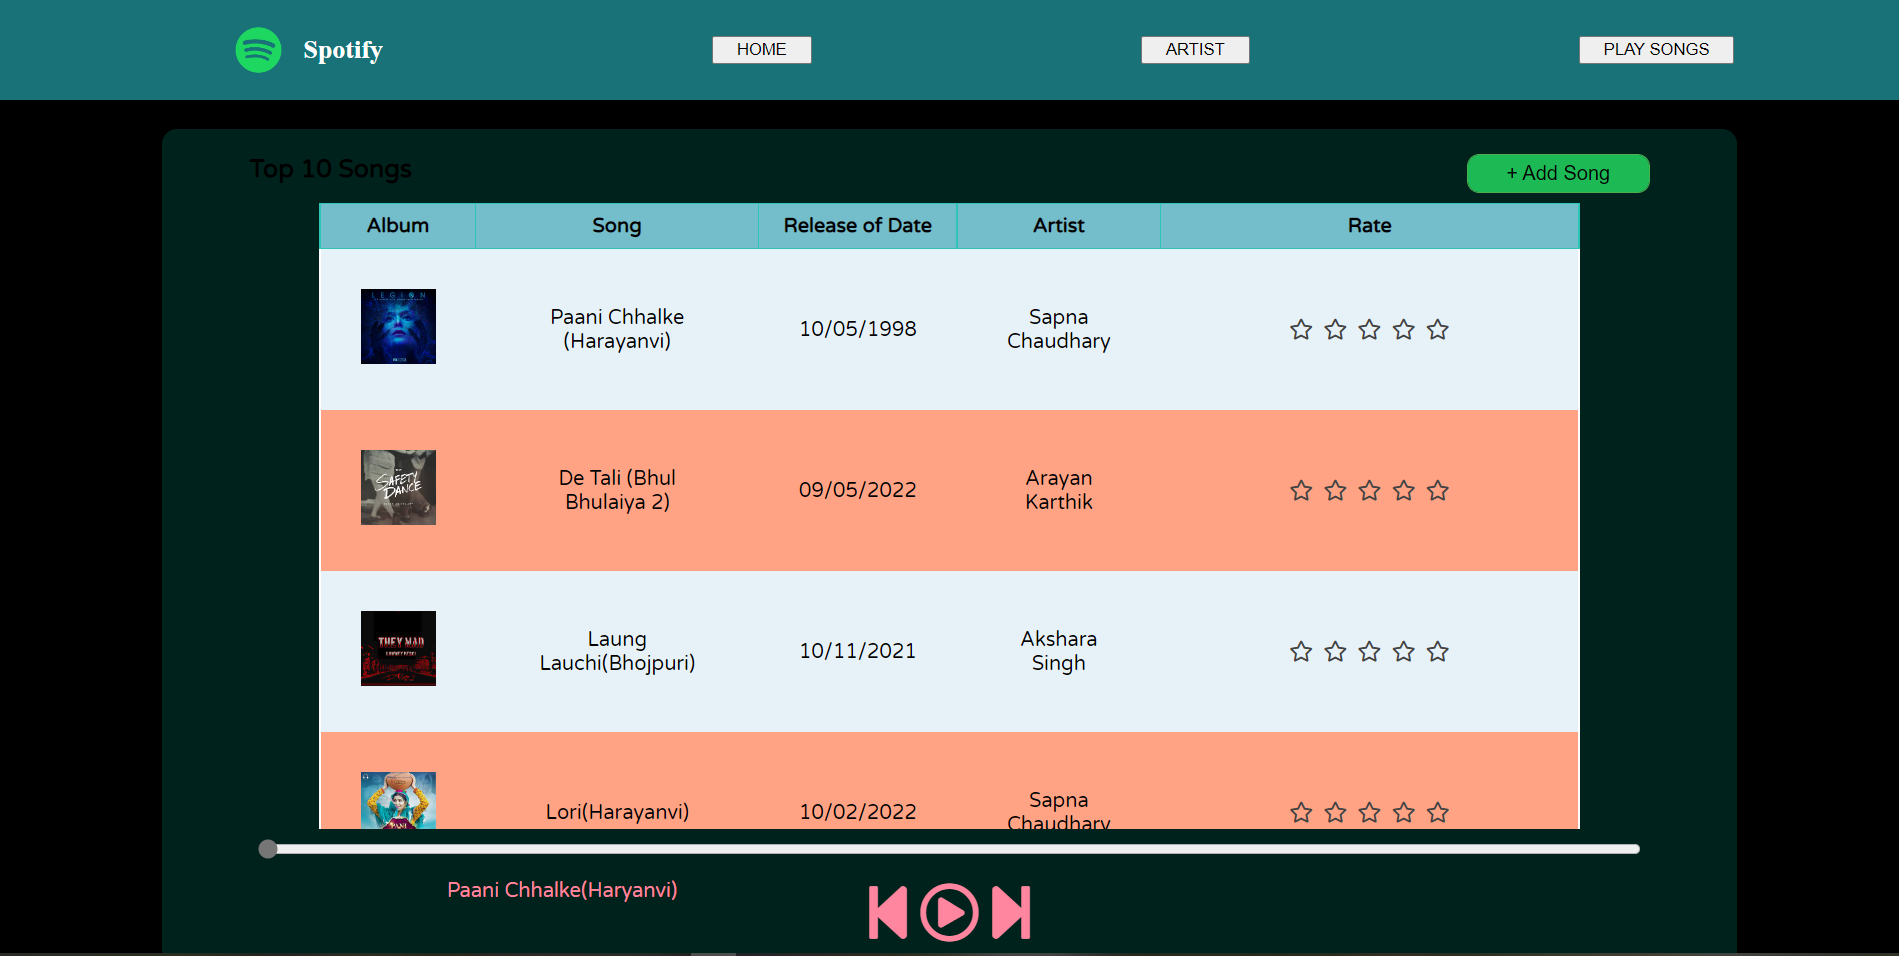 Spotify
HOME
ARTIST
PLAY SONGS
Top 10 Songs
+ Add Song
Album
Song
Release of Date
Artist
Rate
LEGION
Paani Chhalke
(Harayanvi)
10/05/1998
Sapna
Chaudhary
SAFETY
DANCE
De Tali (Bhul
Bhulaiya 2)
09/05/2022
Arayan
Karthik
THEY MAD
Laung
Lauchi(Bhojpuri)
10/11/2021
Akshara
Singh
Lori(Harayanvi)
10/02/2022
Sapna
Chaudhary
Paani Chhalke(Haryanvi)